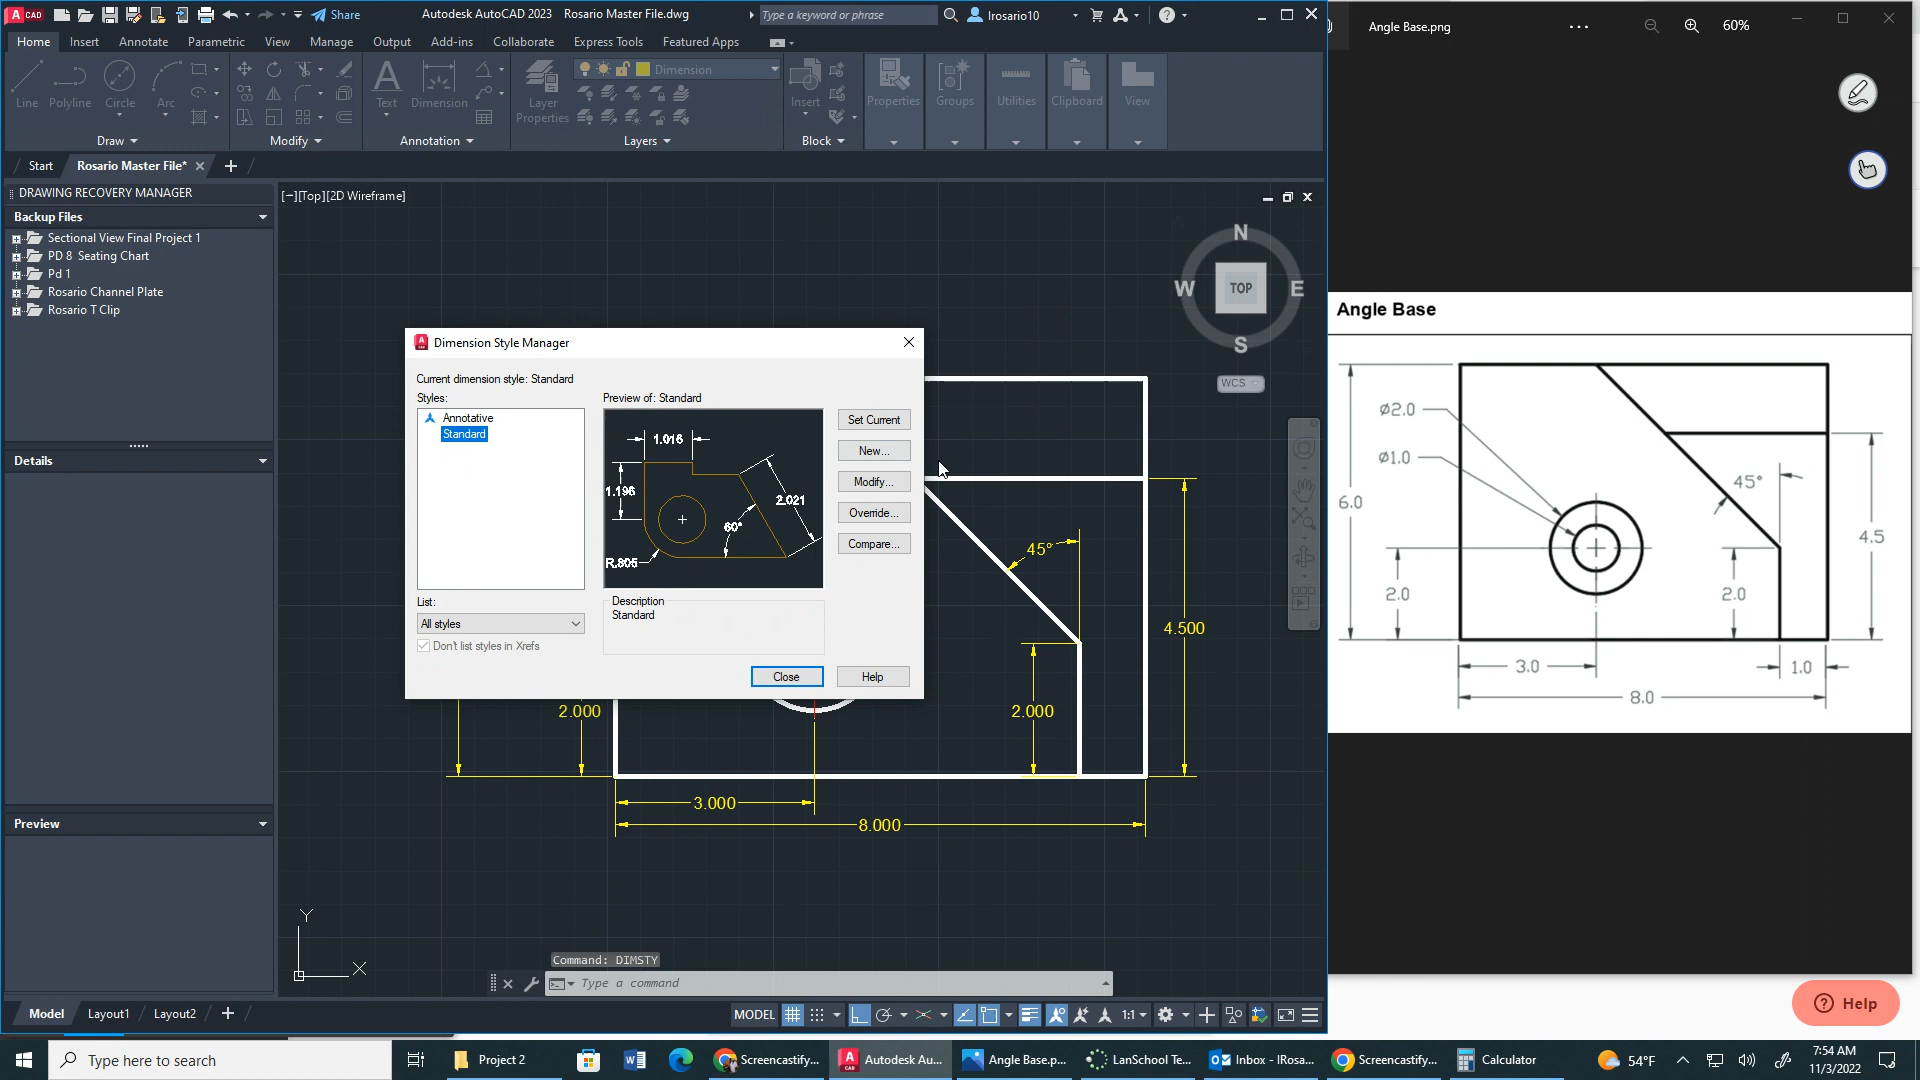 A CAD Share Autodesk AutoCAD 2023 Rosario Master File.dwg Type a keyword or phrase lrosario10
Home Insert Annotate Parametric View Manage Output Add-ins Collaborate Express Tools Featured Apps
Line Polyline Circle Arc Text Dimension Layer Properties Dimension Insert Properties Groups Utilities Clipboard View
Draw Modify Annotation Layers Block
Start Rosario Master File*
DRAWING RECOVERY MANAGER
Backup Files
Sectional View Final Project 1
PD 8 Seating Chart
Pd 1
Rosario Channel Plate
Rosario T Clip
Details
Preview
[−][Top][2D Wireframe]
N
W TOP E
S
WCS
Dimension Style Manager
Current dimension style: Standard
Styles:
Annotative
Standard
Preview of: Standard
1.016
1.196
2.021
60°
R.805
Set Current
New...
Modify...
Override...
Compare...
List:
All styles
Don't list styles in Xrefs
Description
Standard
Close Help
45°
4.500
2.000
2.000
3.000
8.000
Y
X
Command: DIMSTY
Type a command
Model Layout1 Layout2
MODEL 1:1
Angle Base.png 60%
Angle Base
Ø2.0
Ø1.0
45°
6.0
4.5
2.0
2.0
3.0
1.0
8.0
Help
Type here to search Project 2 Screencastify... Autodesk Au... Angle Base.p... LanSchool Te... Inbox - IRosa... Screencastify... Calculator 54°F
7:54 AM
11/3/2022